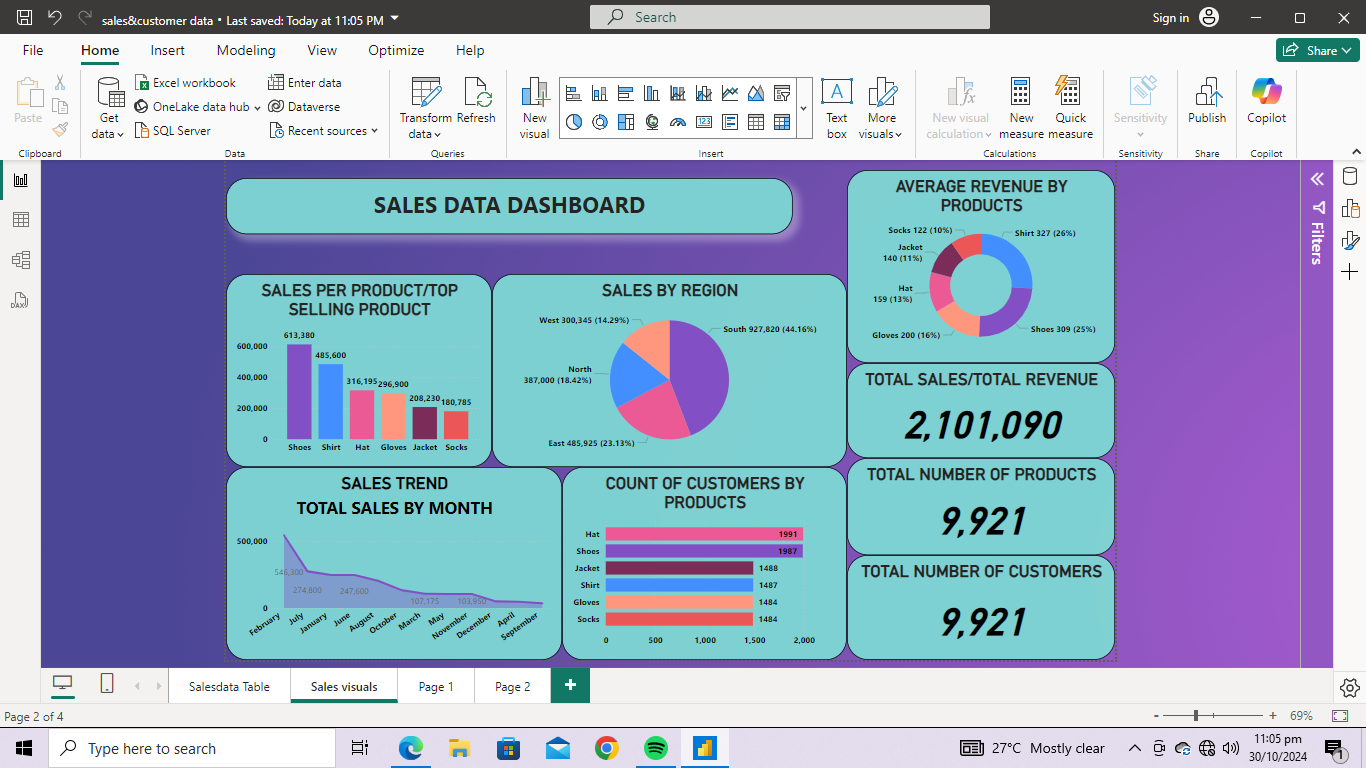 sales&customer data • Last saved: Today at 11:05 PM
Search
Sign in
File
Home
Insert
Modeling
View
Optimize
Help
Share
Paste
Get data
Excel workbook
OneLake data hub
SQL Server
Enter data
Dataverse
Recent sources
Transform data
Refresh
New visual
123
A
Text box
More visuals
New visual calculation
New measure
Quick measure
Sensitivity
Publish
Copilot
Clipboard
Data
Queries
Insert
Calculations
Sensitivity
Share
Copilot
DAX
Filters
SALES DATA DASHBOARD
AVERAGE REVENUE BY
PRODUCTS
Socks 122 (10%)
Shirt 327 (26%)
Jacket
140 (11%)
Hat
159 (13%)
Gloves 200 (16%)
Shoes 309 (25%)
SALES PER PRODUCT/TOP
SELLING PRODUCT
613,380
600,000
485,600
400,000
316,195
296,900
208,230
180,785
200,000
0
Shoes Shirt Hat Gloves Jacket Socks
SALES BY REGION
West 300,345 (14.29%)
South 927,820 (44.16%)
North
387,000 (18.42%)
East 485,925 (23.13%)
TOTAL SALES/TOTAL REVENUE
2,101,090
TOTAL NUMBER OF PRODUCTS
9,921
TOTAL NUMBER OF CUSTOMERS
9,921
SALES TREND
TOTAL SALES BY MONTH
500,000
546,300
274,800
247,600
107,175
103,950
0
February July January June August October March May November December April September
COUNT OF CUSTOMERS BY
PRODUCTS
Hat 1991
Shoes 1987
Jacket 1488
Shirt 1487
Gloves 1484
Socks 1484
0 500 1,000 1,500 2,000
Salesdata Table
Sales visuals
Page 1
Page 2
Page 2 of 4
- + 69%
Type here to search
27°C Mostly clear
11:05 pm
30/10/2024
1